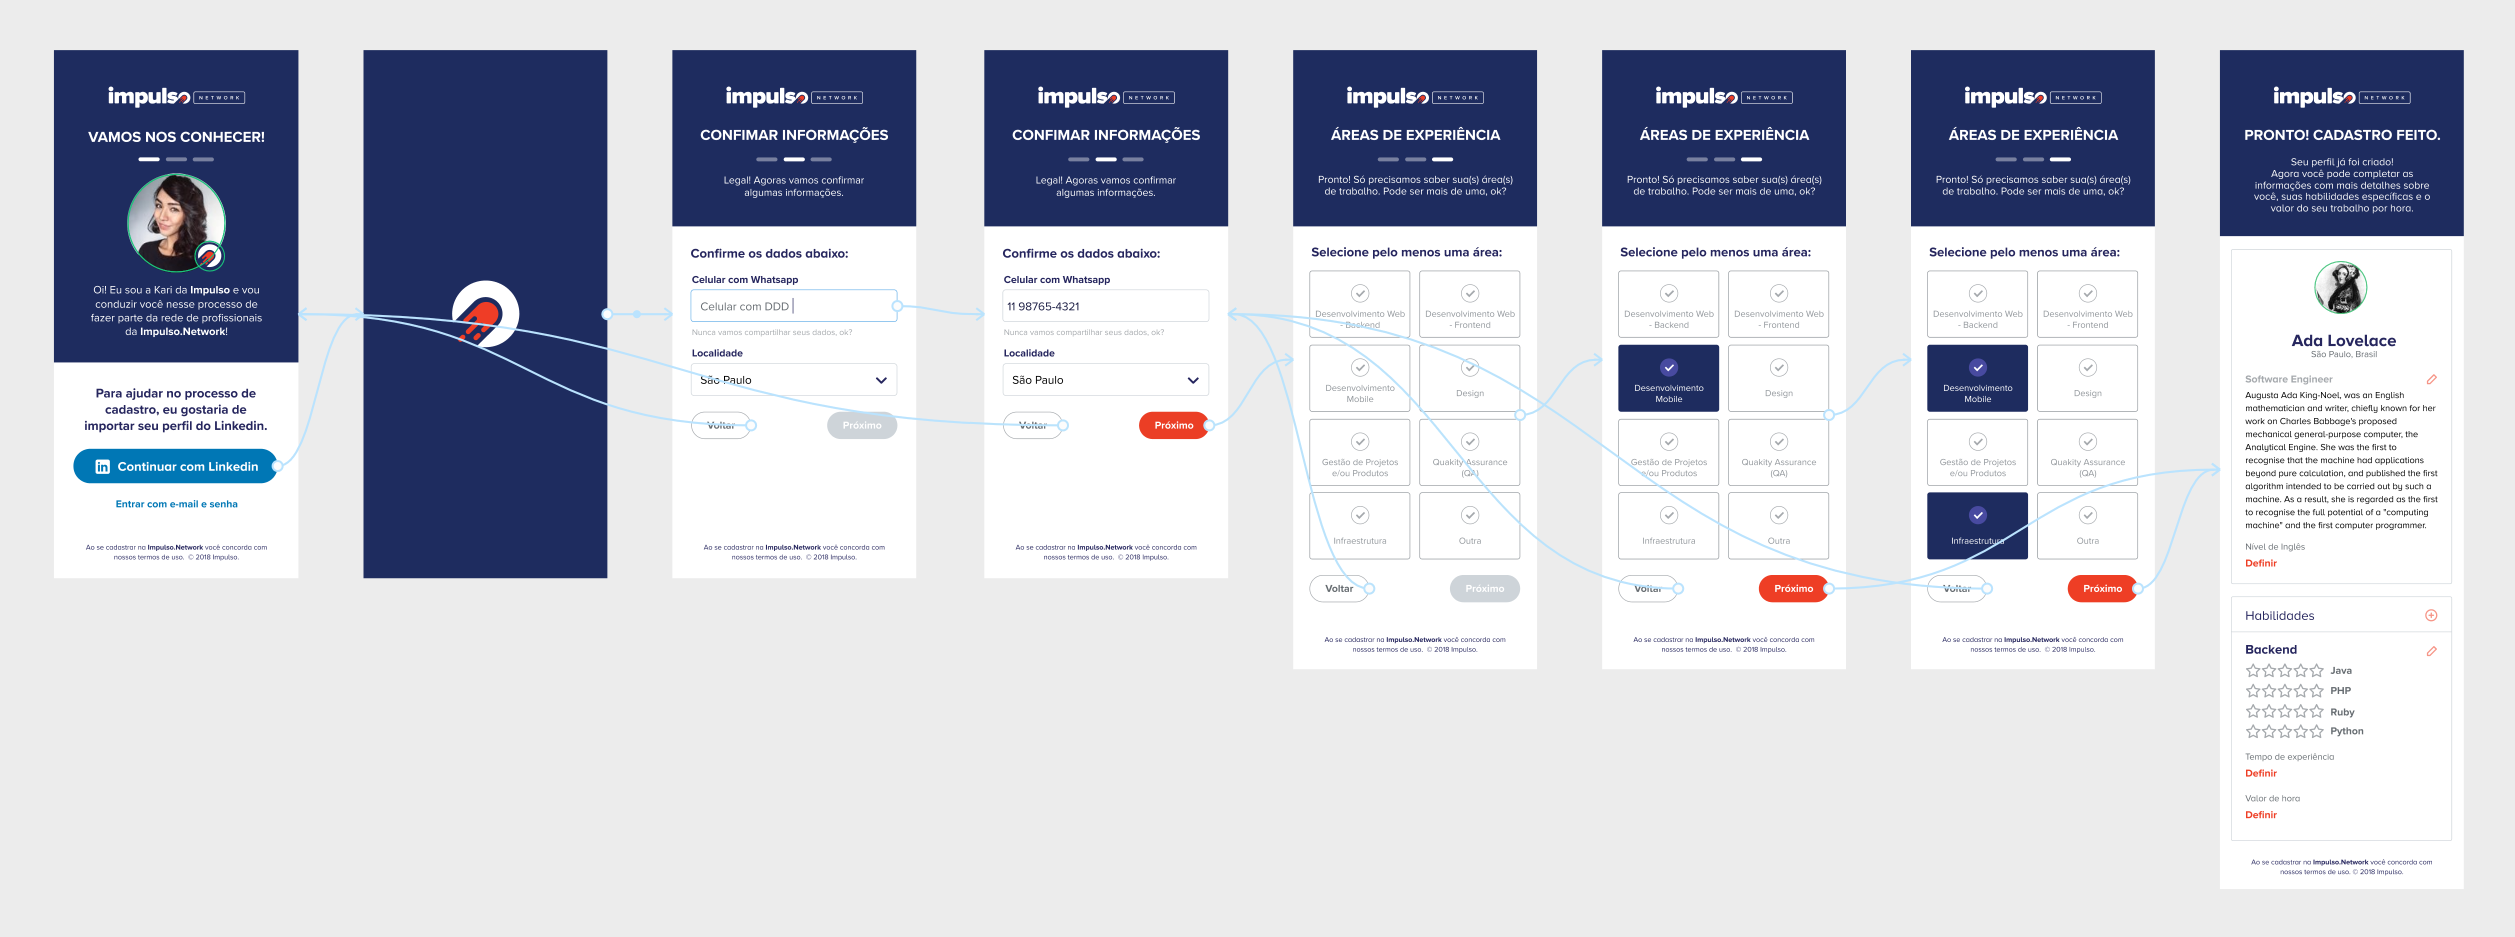 impulso NETWORK
VAMOS NOS CONHECER!
Oi! Eu sou a Kari da Impulso e vou
conduzir você nesse processo de
fazer parte da rede de profissionais
da Impulso.Network!
Para ajudar no processo de
cadastro, eu gostaria de
importar seu perfil do Linkedin.
in Continuar com Linkedin
Entrar com e-mail e senha
Ao se cadastrar na Impulso.Network você concorda com
nossos termos de uso. © 2018 Impulso.
impulso NETWORK
CONFIMAR INFORMAÇÕES
Legal! Agoras vamos confirmar
algumas informações.
Confirme os dados abaixo:
Celular com Whatsapp
Celular com DDD
Nunca vamos compartilhar seus dados, ok?
Localidade
São Paulo
Voltar
Próximo
Ao se cadastrar na Impulso.Network você concorda com
nossos termos de uso. © 2018 Impulso.
impulso NETWORK
CONFIMAR INFORMAÇÕES
Legal! Agoras vamos confirmar
algumas informações.
Confirme os dados abaixo:
Celular com Whatsapp
11 98765-4321
Nunca vamos compartilhar seus dados, ok?
Localidade
São Paulo
Voltar
Próximo
Ao se cadastrar na Impulso.Network você concorda com
nossos termos de uso. © 2018 Impulso.
impulso NETWORK
ÁREAS DE EXPERIÊNCIA
Pronto! Só precisamos saber sua(s) área(s)
de trabalho. Pode ser mais de uma, ok?
Selecione pelo menos uma área:
Desenvolvimento Web
- Backend
Desenvolvimento Web
- Frontend
Desenvolvimento
Mobile
Design
Gestão de Projetos
e/ou Produtos
Quakity Assurance
(QA)
Infraestrutura
Outra
Voltar
Próximo
Ao se cadastrar na Impulso.Network você concorda com
nossos termos de uso. © 2018 Impulso.
impulso NETWORK
ÁREAS DE EXPERIÊNCIA
Pronto! Só precisamos saber sua(s) área(s)
de trabalho. Pode ser mais de uma, ok?
Selecione pelo menos uma área:
Desenvolvimento Web
- Backend
Desenvolvimento Web
- Frontend
Desenvolvimento
Mobile
Design
Gestão de Projetos
e/ou Produtos
Quakity Assurance
(QA)
Infraestrutura
Outra
Voltar
Próximo
Ao se cadastrar na Impulso.Network você concorda com
nossos termos de uso. © 2018 Impulso.
impulso NETWORK
ÁREAS DE EXPERIÊNCIA
Pronto! Só precisamos saber sua(s) área(s)
de trabalho. Pode ser mais de uma, ok?
Selecione pelo menos uma área:
Desenvolvimento Web
- Backend
Desenvolvimento Web
- Frontend
Desenvolvimento
Mobile
Design
Gestão de Projetos
e/ou Produtos
Quakity Assurance
(QA)
Infraestrutura
Outra
Voltar
Próximo
Ao se cadastrar na Impulso.Network você concorda com
nossos termos de uso. © 2018 Impulso.
impulso NETWORK
PRONTO! CADASTRO FEITO.
Seu perfil já foi criado!
Agora você pode completar as
informações com mais detalhes sobre
você, suas habilidades específicas e o
valor do seu trabalho por hora.
Ada Lovelace
São Paulo, Brasil
Software Engineer
Augusta Ada King-Noel, was an English
mathematician and writer, chiefly known for her
work on Charles Babbage's proposed
mechanical general-purpose computer, the
Analytical Engine. She was the first to
recognise that the machine had applications
beyond pure calculation, and published the first
algorithm intended to be carried out by such a
machine. As a result, she is regarded as the first
to recognise the full potential of a "computing
machine" and the first computer programmer.
Nível de Inglês
Definir
Habilidades
Backend
Java
PHP
Ruby
Python
Tempo de experiência
Definir
Valor de hora
Definir
Ao se cadastrar na Impulso.Network você concorda com
nossos termos de uso. © 2018 Impulso.